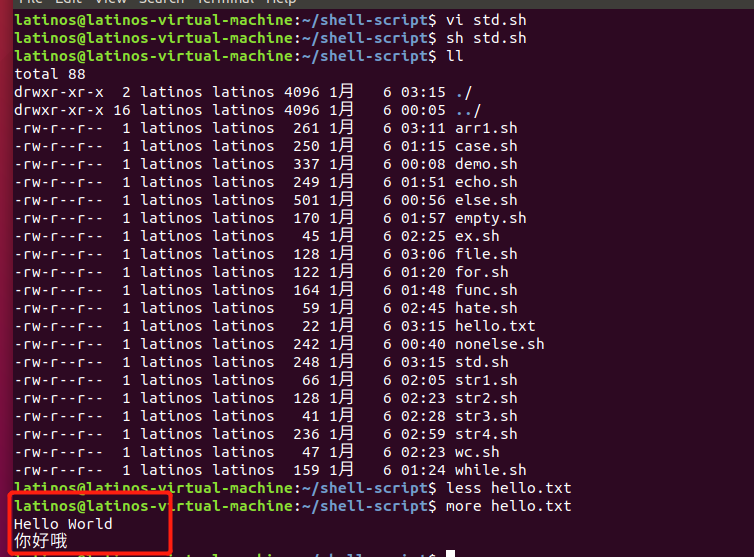 File Edit View Search Terminal Help
latinos@latinos-virtual-machine:~/shell-script$ vi std.sh
latinos@latinos-virtual-machine:~/shell-script$ sh std.sh
latinos@latinos-virtual-machine:~/shell-script$ ll
total 88
drwxr-xr-x  2 latinos latinos 4096 1月   6 03:15 ./
drwxr-xr-x 16 latinos latinos 4096 1月   6 00:05 ../
-rw-r--r--  1 latinos latinos  261 1月   6 03:11 arr1.sh
-rw-r--r--  1 latinos latinos  250 1月   6 01:15 case.sh
-rw-r--r--  1 latinos latinos  337 1月   6 00:08 demo.sh
-rw-r--r--  1 latinos latinos  249 1月   6 01:51 echo.sh
-rw-r--r--  1 latinos latinos  501 1月   6 00:56 else.sh
-rw-r--r--  1 latinos latinos  170 1月   6 01:57 empty.sh
-rw-r--r--  1 latinos latinos   45 1月   6 02:25 ex.sh
-rw-r--r--  1 latinos latinos  128 1月   6 03:06 file.sh
-rw-r--r--  1 latinos latinos  122 1月   6 01:20 for.sh
-rw-r--r--  1 latinos latinos  164 1月   6 01:48 func.sh
-rw-r--r--  1 latinos latinos   59 1月   6 02:45 hate.sh
-rw-r--r--  1 latinos latinos   22 1月   6 03:15 hello.txt
-rw-r--r--  1 latinos latinos  242 1月   6 00:40 nonelse.sh
-rw-r--r--  1 latinos latinos  248 1月   6 03:15 std.sh
-rw-r--r--  1 latinos latinos   66 1月   6 02:05 str1.sh
-rw-r--r--  1 latinos latinos  128 1月   6 02:23 str2.sh
-rw-r--r--  1 latinos latinos   41 1月   6 02:28 str3.sh
-rw-r--r--  1 latinos latinos  236 1月   6 02:59 str4.sh
-rw-r--r--  1 latinos latinos   47 1月   6 02:23 wc.sh
-rw-r--r--  1 latinos latinos  159 1月   6 01:24 while.sh
latinos@latinos-virtual-machine:~/shell-script$ less hello.txt
latinos@latinos-virtual-machine:~/shell-script$ more hello.txt
Hello World
你好哦
latinos@latinos-virtual-machine:~/shell-script$